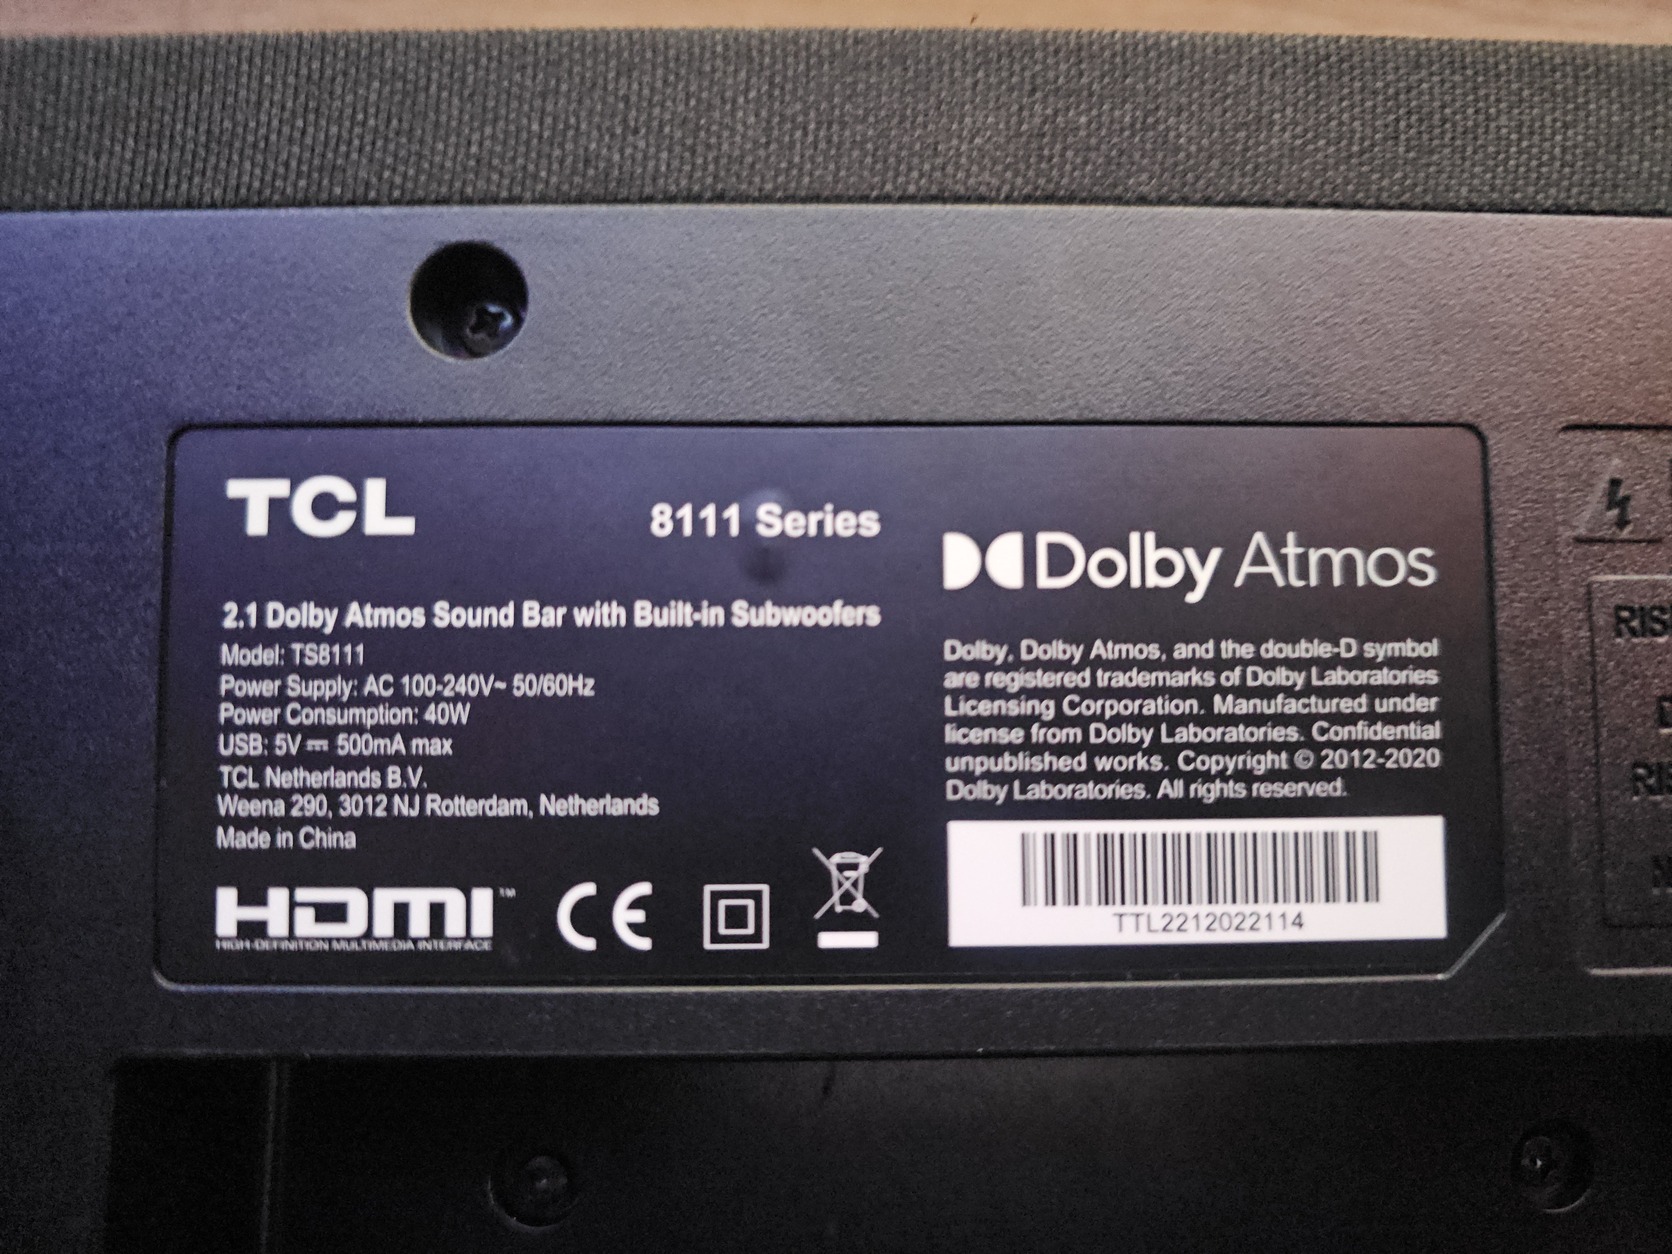 TCL
8111 Series
2.1 Dolby Atmos Sound Bar with Built-in Subwoofers
Model: TS8111
Power Supply: AC 100-240V~ 50/60Hz
Power Consumption: 40W
USB: 5V ⎓ 500mA max
TCL Netherlands B.V.
Weena 290, 3012 NJ Rotterdam, Netherlands
Made in China
HDMI™
HIGH-DEFINITION MULTIMEDIA INTERFACE
CE
Dolby Atmos
Dolby, Dolby Atmos, and the double-D symbol
are registered trademarks of Dolby Laboratories
Licensing Corporation. Manufactured under
license from Dolby Laboratories. Confidential
unpublished works. Copyright © 2012-2020
Dolby Laboratories. All rights reserved.
TTL2212022114